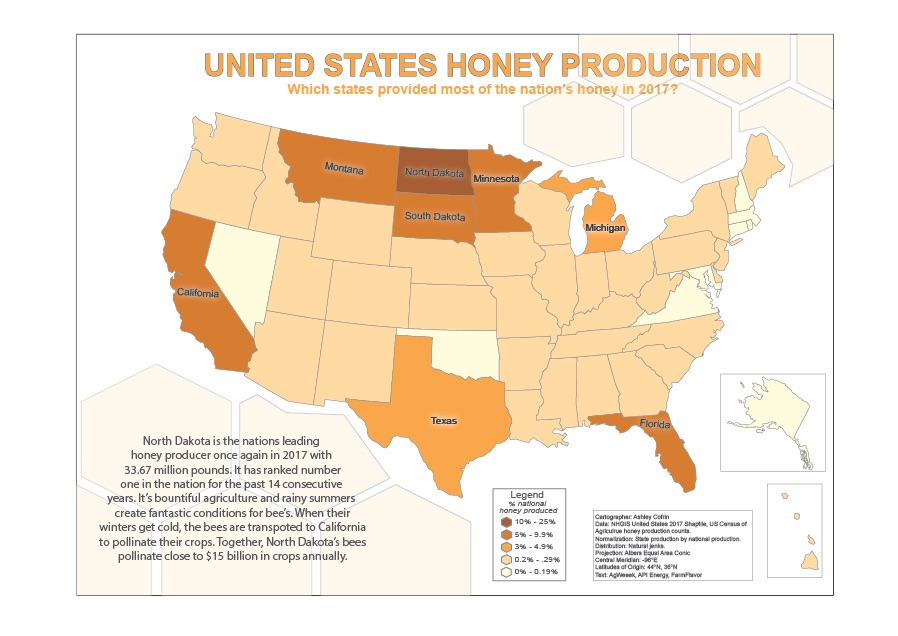 UNITED STATES HONEY PRODUCTION
Which states provided most of the nation's honey in 2017?
Montana
North Dakota
Minnesota
South Dakota
Michigan
California
Texas
Florida
North Dakota is the nations leading
honey producer once again in 2017 with
33.67 million pounds. It has ranked number
one in the nation for the past 14 consecutive
years. It's bountiful agriculture and rainy summers
create fantastic conditions for bee's. When their
winters get cold, the bees are transpoted to California
to pollinate their crops. Together, North Dakota's bees
pollinate close to $15 billion in crops annually.
Legend
% national
honey produced
10% - 25%
5% - 9.9%
3% - 4.9%
0.2% - .29%
0% - 0.19%
Cartographer: Ashley Cofrin
Data: NHGIS United States 2017 Shapfile, US Census of
Agricultrue honey production counts.
Normalization: State production by national production.
Distribution: Natural jenks.
Projection: Albers Equal Area Conic
Central Meridian: -96°E
Latitudes of Origin: 44°N, 36°N
Text: AgWeeek, API Energy, FarmFlavor